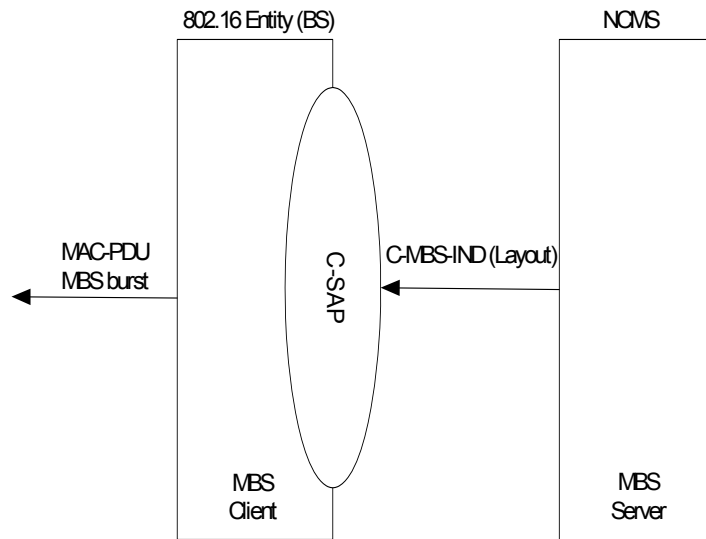 802.16 Entity (BS)
NCMS
MAC-PDU
MBS burst
C-SAP
C-MBS-IND (Layout)
MBS
Client
MBS
Server